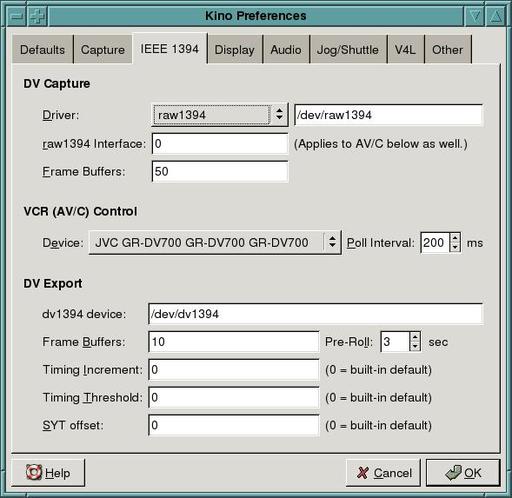 Kino Preferences
Defaults Capture IEEE 1394 Display Audio Jog/Shuttle V4L Other
DV Capture
Driver: raw1394 /dev/raw1394
raw1394 Interface: 0 (Applies to AV/C below as well.)
Frame Buffers: 50
VCR (AV/C) Control
Device: JVC GR-DV700 GR-DV700 GR-DV700 Poll Interval: 200 ms
DV Export
dv1394 device: /dev/dv1394
Frame Buffers: 10 Pre-Roll: 3 sec
Timing Increment: 0 (0 = built-in default)
Timing Threshold: 0 (0 = built-in default)
SYT offset: 0 (0 = built-in default)
Help Cancel OK